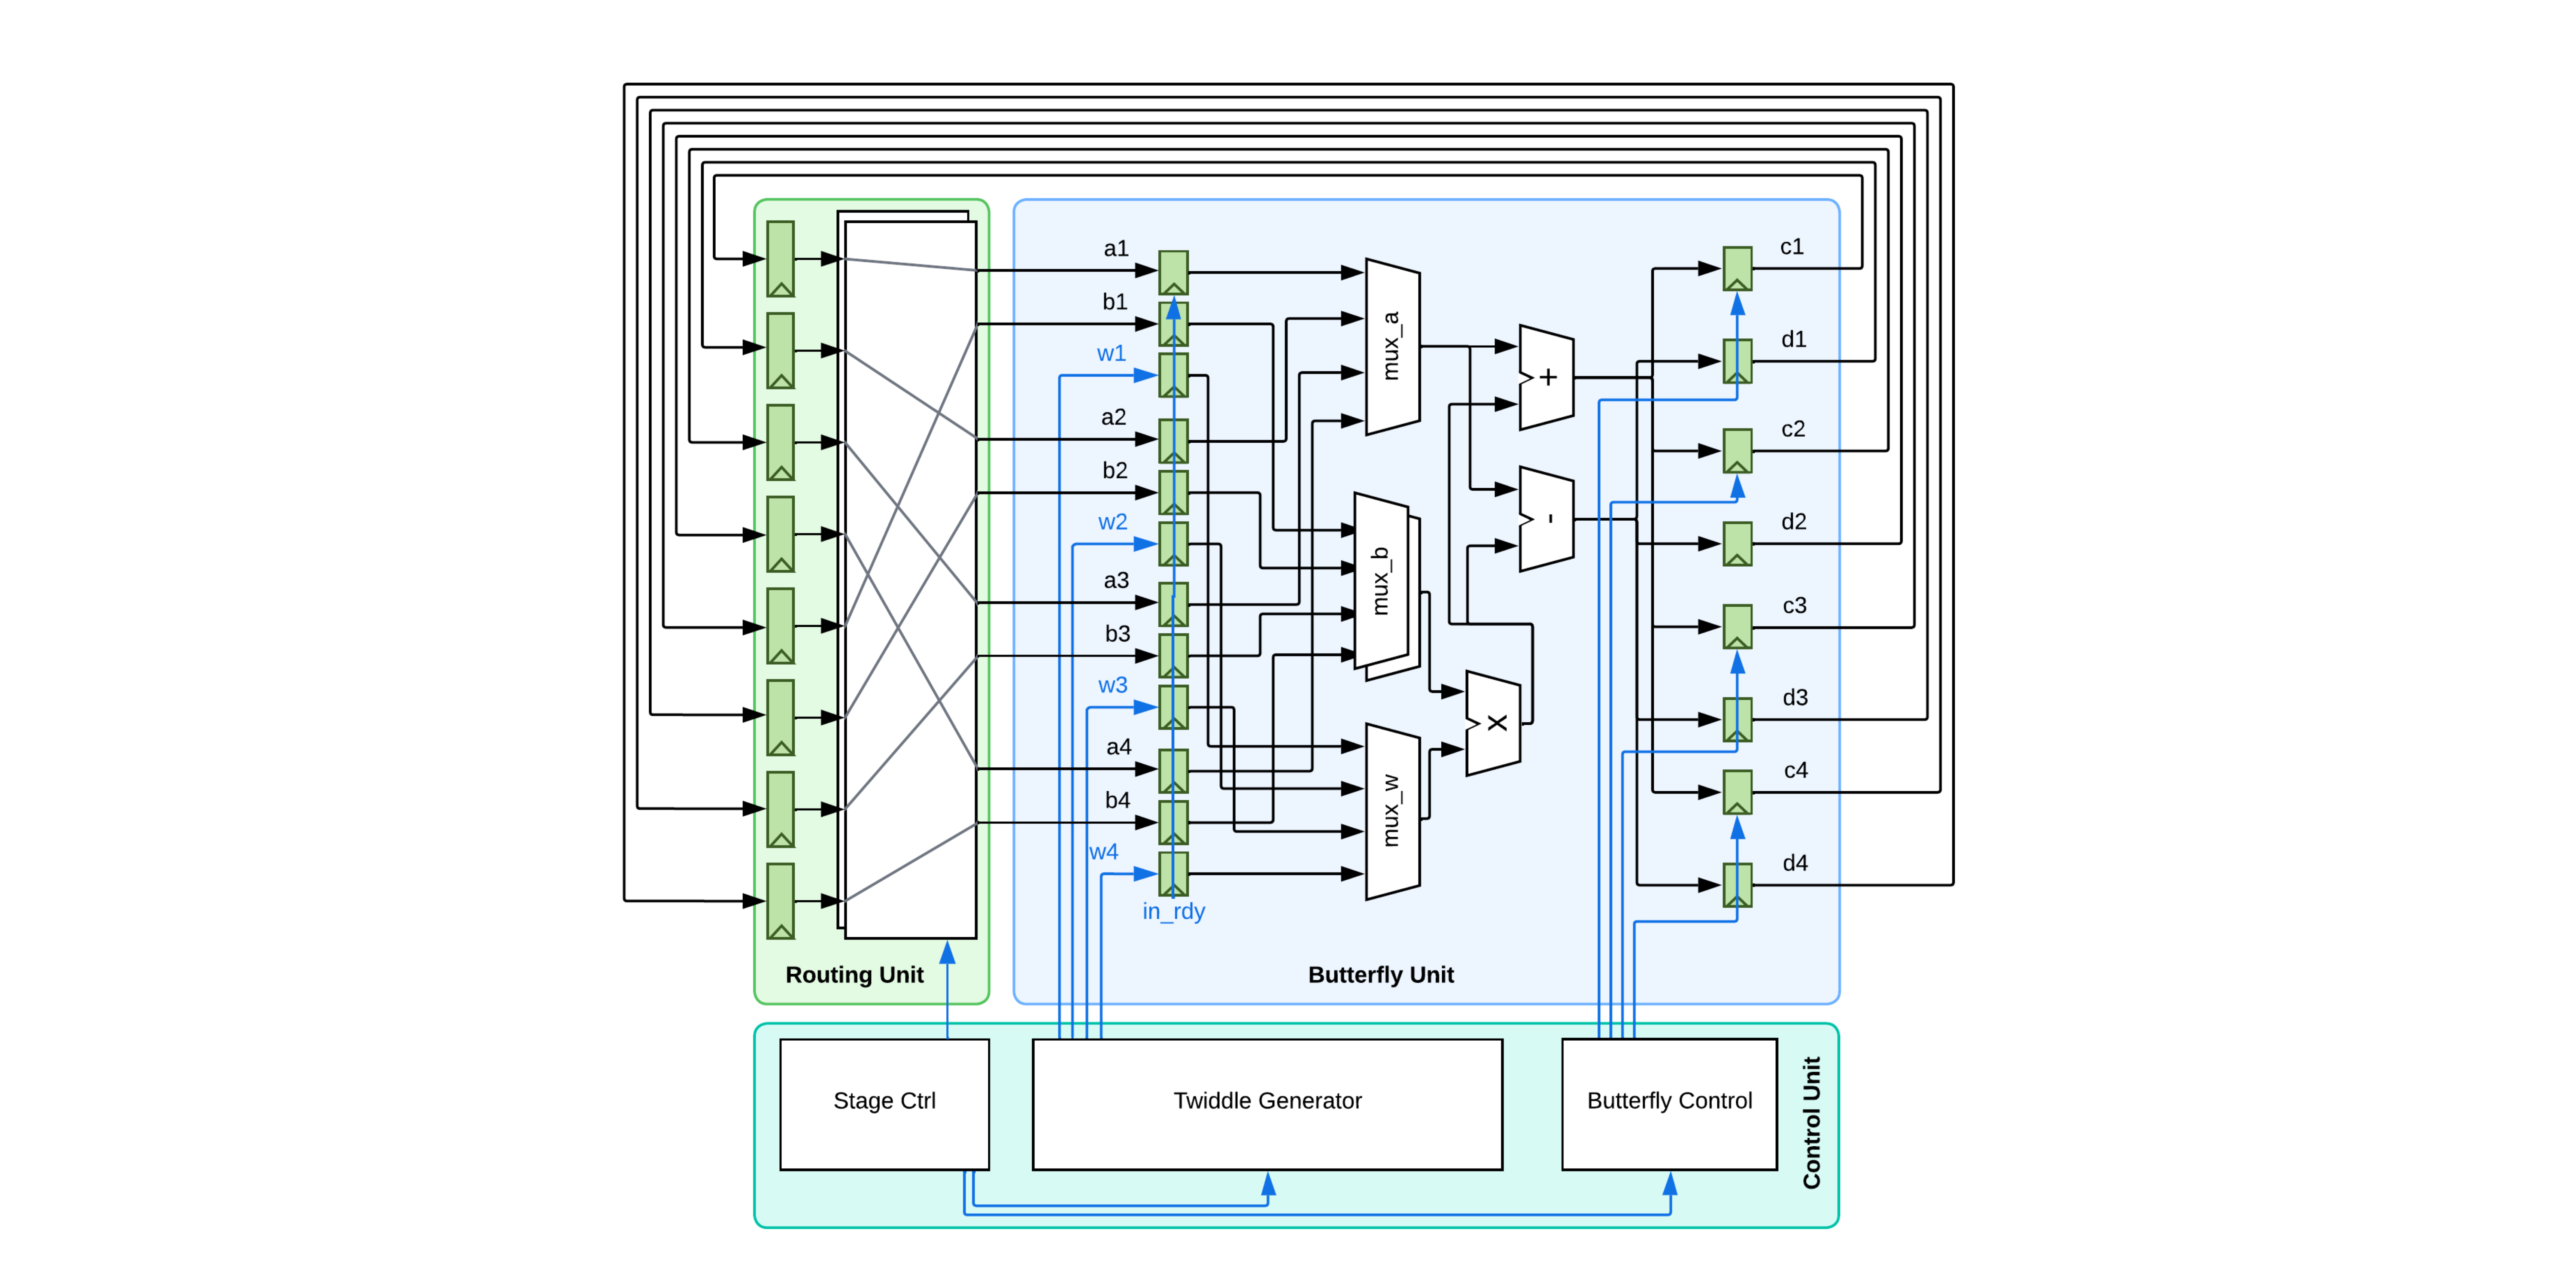 a1
b1
w1
a2
b2
w2
a3
b3
w3
a4
b4
w4
in_rdy
mux_a
mux_b
mux_w
+
-
X
c1
d1
c2
d2
c3
d3
c4
d4
Routing Unit
Butterfly Unit
Stage Ctrl
Twiddle Generator
Butterfly Control
Control Unit